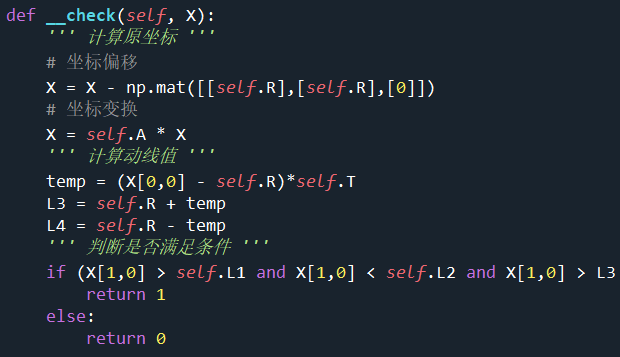 def __check(self, X):
''' 计算原坐标 '''
# 坐标偏移
X = X - np.mat([[self.R],[self.R],[0]])
# 坐标变换
X = self.A * X
''' 计算动线值 '''
temp = (X[0,0] - self.R)*self.T
L3 = self.R + temp
L4 = self.R - temp
''' 判断是否满足条件 '''
if (X[1,0] > self.L1 and X[1,0] < self.L2 and X[1,0] > L3
return 1
else:
return 0